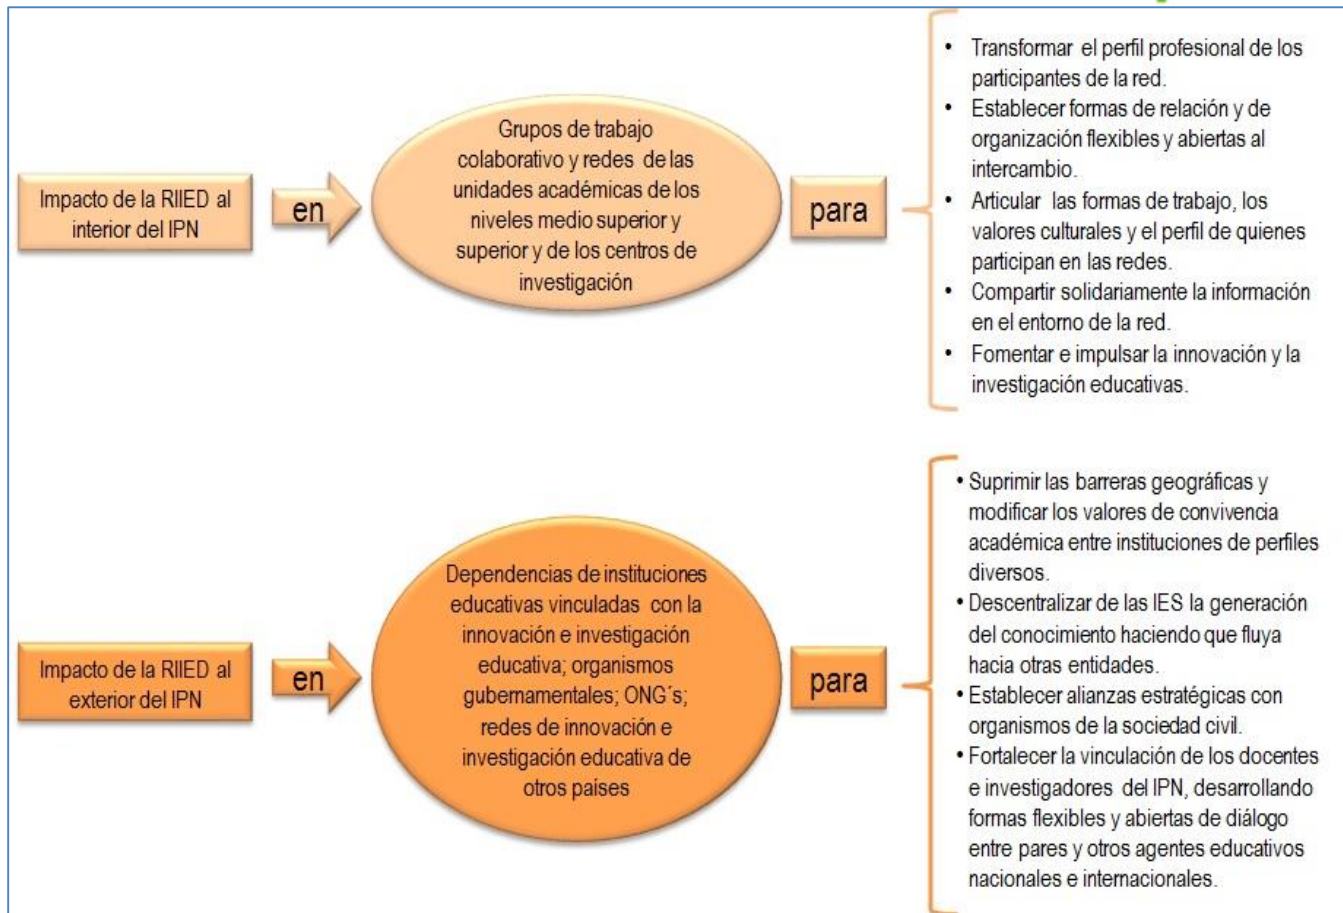 Impacto de la RIIED al
interior del IPN
en
Grupos de trabajo
colaborativo y redes de las
unidades académicas de los
niveles medio superior y
superior y de los centros de
investigación
para
• Transformar el perfil profesional de los
participantes de la red.
• Establecer formas de relación y de
organización flexibles y abiertas al
intercambio.
• Articular las formas de trabajo, los
valores culturales y el perfil de quienes
participan en las redes.
• Compartir solidariamente la información
en el entorno de la red.
• Fomentar e impulsar la innovación y la
investigación educativas.
Impacto de la RIIED al
exterior del IPN
en
Dependencias de instituciones
educativas vinculadas con la
innovación e investigación
educativa; organismos
gubernamentales; ONG´s;
redes de innovación e
investigación educativa de
otros países
para
• Suprimir las barreras geográficas y
modificar los valores de convivencia
académica entre instituciones de perfiles
diversos.
• Descentralizar de las IES la generación
del conocimiento haciendo que fluya
hacia otras entidades.
• Establecer alianzas estratégicas con
organismos de la sociedad civil.
• Fortalecer la vinculación de los docentes
e investigadores del IPN, desarrollando
formas flexibles y abiertas de diálogo
entre pares y otros agentes educativos
nacionales e internacionales.